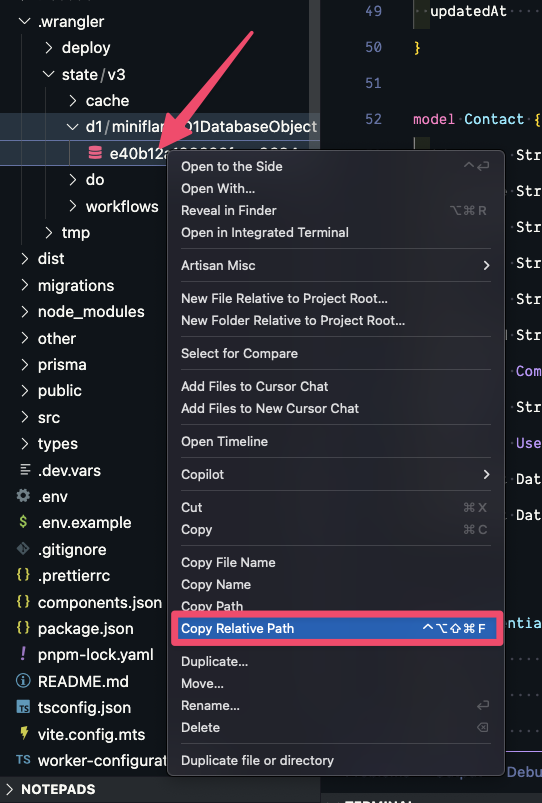 .wrangler
deploy
state/v3
cache
d1/miniflar
1DatabaseObject
e40b12a
do
workflows
tmp
dist
migrations
node_modules
other
prisma
public
src
types
.dev.vars
.env
$ .env.example
.gitignore
{} .prettierrc
{} components.json
{} package.json
! pnpm-lock.yaml
README.md
TS tsconfig.json
vite.config.mts
TS worker-configurat
NOTEPADS
Open to the Side ⌃⏎
Open With...
Reveal in Finder ⌥⌘R
Open in Integrated Terminal
Artisan Misc
New File Relative to Project Root...
New Folder Relative to Project Root...
Select for Compare
Add Files to Cursor Chat
Add Files to New Cursor Chat
Open Timeline
Copilot
Cut ⌘X
Copy ⌘C
Copy File Name
Copy Name
Copy Path
Copy Relative Path ⌃⌥⇧⌘F
Duplicate...
Move...
Rename... ⏎
Delete ⌫
Duplicate file or directory
49 updatedAt
50 }
51
52 model Contact {
Str
Str
Str
Str
Str
Str
Com
Str
Use
Dat
Dat
entia
Debu
TERMINAL